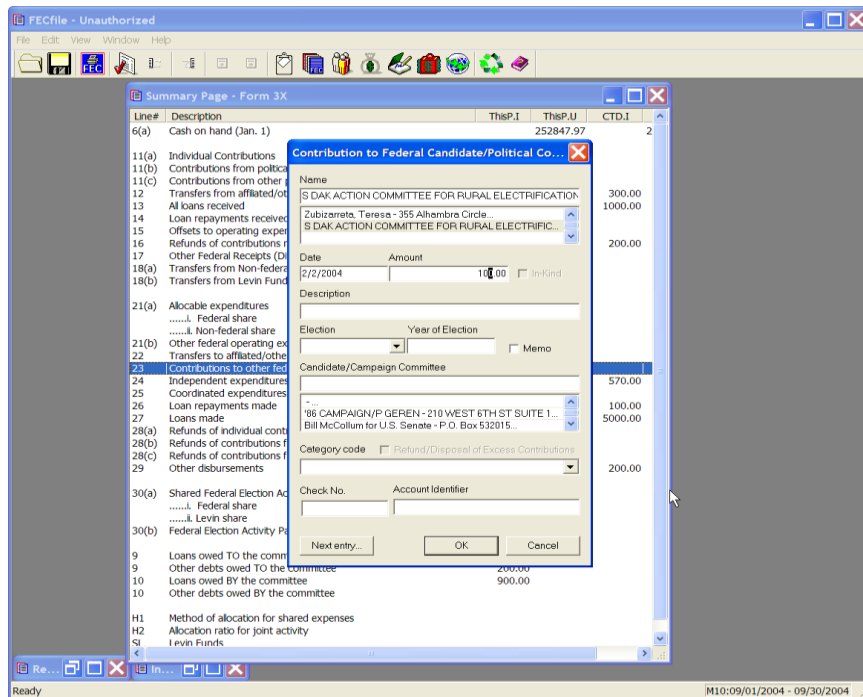 FECfile - Unauthorized
File Edit View Window Help
FEC
Summary Page - Form 3X
Line# Description ThisP.I ThisP.U CTD.I
6(a) Cash on hand (Jan. 1) 252847.97 2
11(a) Individual Contributions
11(b) Contributions from politica
11(c) Contributions from other p
12 Transfers from affiliated/ot 300.00
13 All loans received 1000.00
14 Loan repayments received
15 Offsets to operating exper
16 Refunds of contributions r 200.00
17 Other Federal Receipts (Di
18(a) Transfers from Non-federa
18(b) Transfers from Levin Fund
21(a) Allocable expenditures
......i. Federal share
......ii. Non-federal share
21(b) Other federal operating ex
22 Transfers to affiliated/othe
23 Contributions to other fed
24 Independent expenditures 570.00
25 Coordinated expenditures
26 Loan repayments made 100.00
27 Loans made 5000.00
28(a) Refunds of individual contri
28(b) Refunds of contributions f
28(c) Refunds of contributions f
29 Other disbursements 200.00
30(a) Shared Federal Election Ac
......i. Federal share
......ii. Levin share
30(b) Federal Election Activity Pa
9 Loans owed TO the comm
9 Other debts owed TO the committee 200.00
10 Loans owed BY the committee 900.00
10 Other debts owed BY the committee
H1 Method of allocation for shared expenses
H2 Allocation ratio for joint activity
SL Levin Funds
Contribution to Federal Candidate/Political Co...
Name
S DAK ACTION COMMITTEE FOR RURAL ELECTRIFICATION
Zubizarreta, Teresa - 355 Alhambra Circle...
S DAK ACTION COMMITTEE FOR RURAL ELECTRIFIC...
Date Amount
2/2/2004 100.00 In-Kind
Description
Election Year of Election
Memo
Candidate/Campaign Committee
- ...
'86 CAMPAIGN/P GEREN - 210 WEST 6TH ST SUITE 1...
Bill McCollum for U.S. Senate - P.O. Box 532015...
Category code Refund/Disposal of Excess Contributions
Check No. Account Identifier
Next entry... OK Cancel
Re... In...
Ready M10:09/01/2004 - 09/30/2004